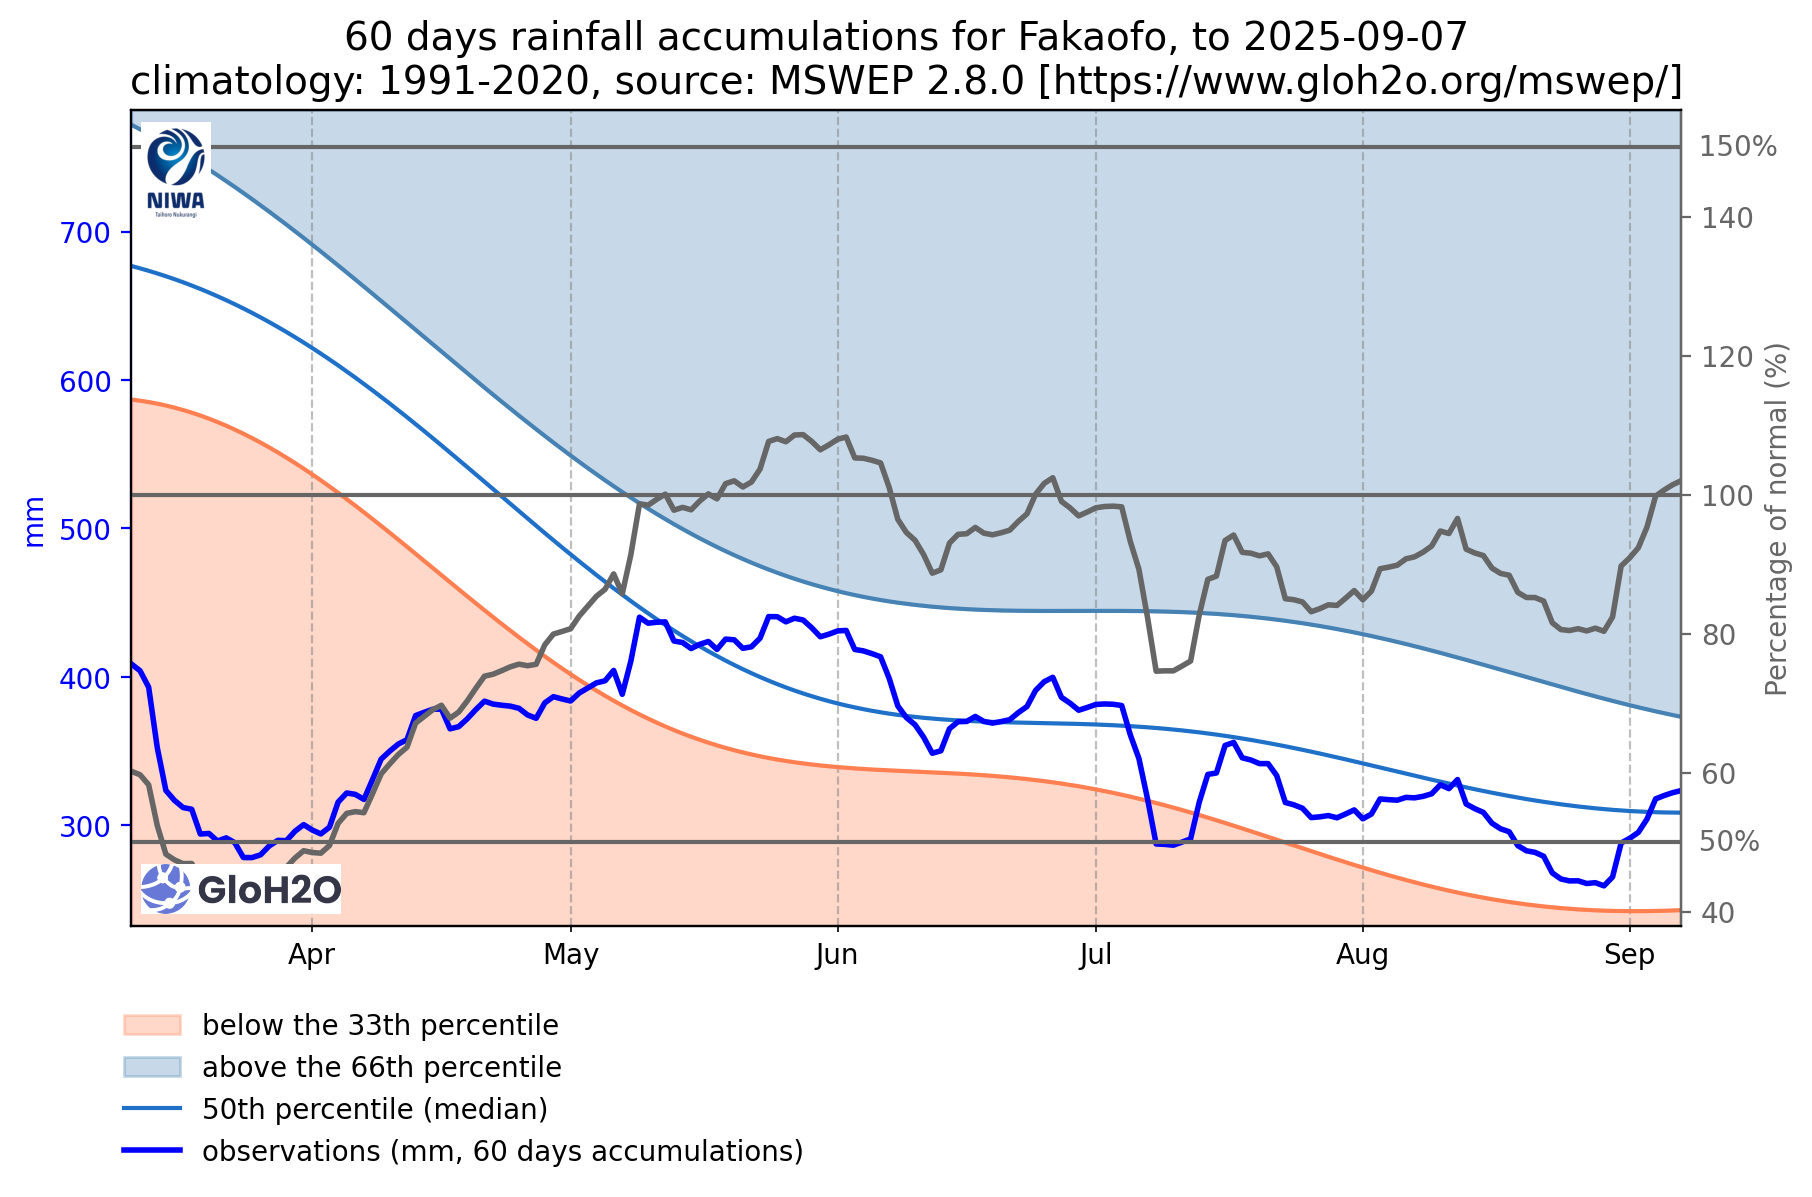 60 days rainfall accumulations for Fakaofo, to 2025-09-07
climatology: 1991-2020, source: MSWEP 2.8.0 [https://www.gloh2o.org/mswep/]
NIWA
Taihoro Nukurangi
150%
700
140
600
120
mm
500
100
Percentage of normal (%)
400
80
60
300
50%
GloH2O
40
Apr May Jun Jul Aug Sep
below the 33th percentile
above the 66th percentile
50th percentile (median)
observations (mm, 60 days accumulations)